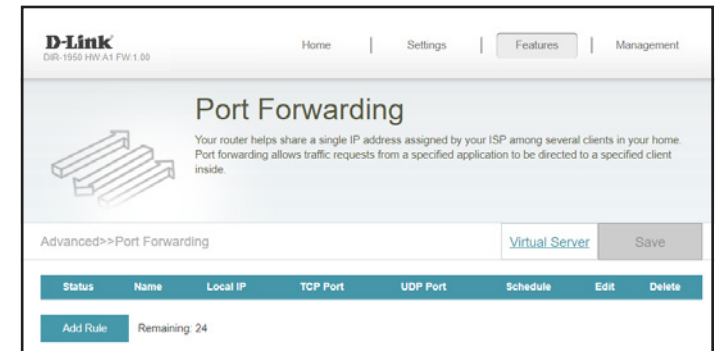 D-Link
DIR-1950 HW:A1 FW:1.00
Home | Settings | Features | Management
Port Forwarding
Your router helps share a single IP address assigned by your ISP among several clients in your home.
Port forwarding allows traffic requests from a specified application to be directed to a specified client
inside.
Advanced>>Port Forwarding
Virtual Server
Save
Status Name Local IP TCP Port UDP Port Schedule Edit Delete
Add Rule Remaining: 24